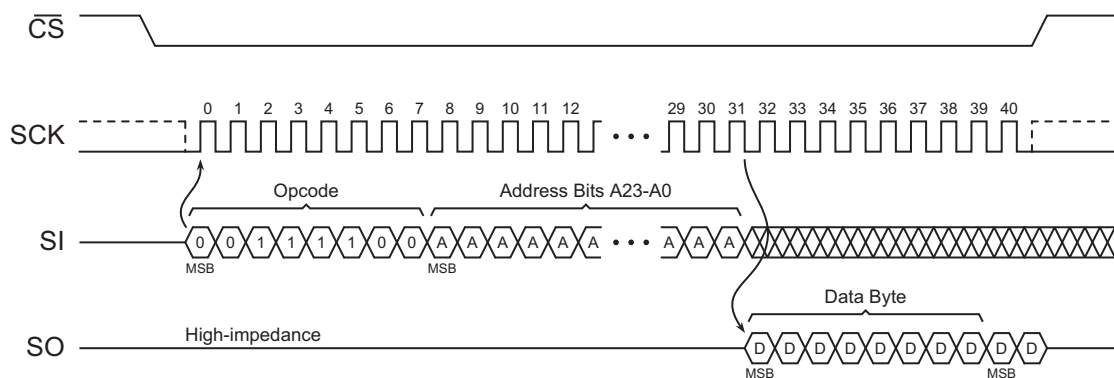 CS
0 1 2 3 4 5 6 7 8 9 10 11 12 29 30 31 32 33 34 35 36 37 38 39 40
SCK
Opcode Address Bits A23-A0
SI 0 0 1 1 1 1 0 0 A A A A A A A A A
MSB MSB
Data Byte
High-impedance
SO D D D D D D D D D D
MSB MSB